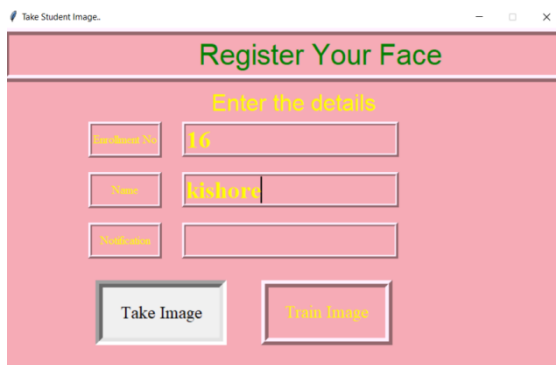 Take Student Image..
Register Your Face
Enter the details
Enrollment No
16
Name
kishore
Notification
Take Image
Train Image